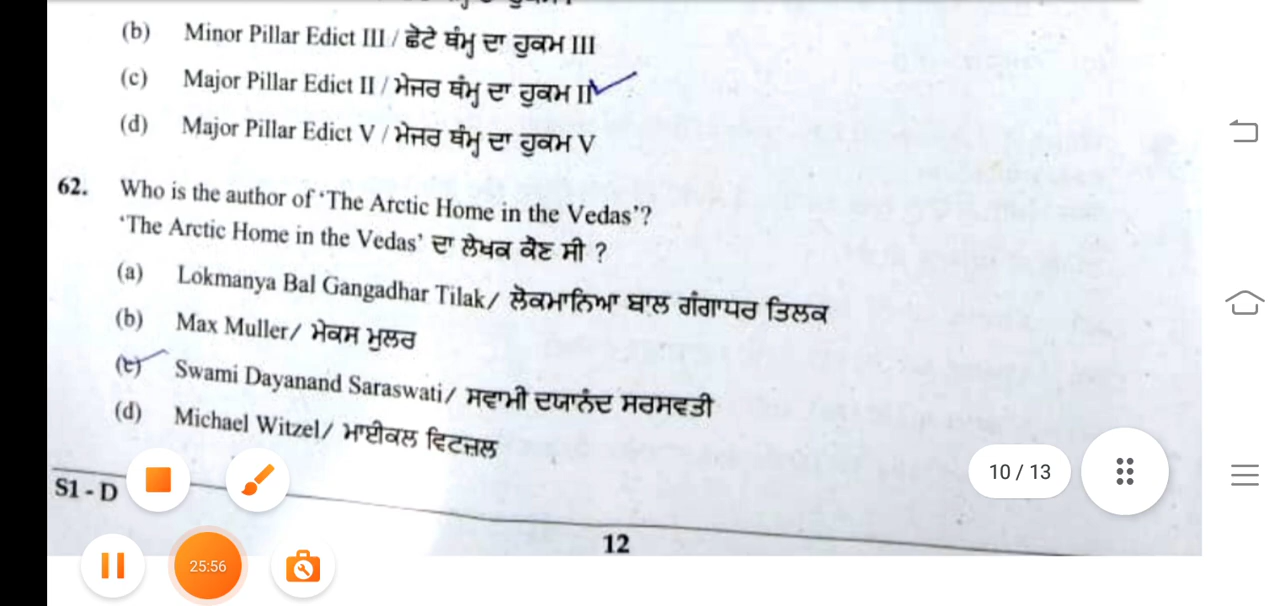 (b) Minor Pillar Edict III / ਛੋਟੇ ਥੰਮ੍ਹ ਦਾ ਹੁਕਮ III
(c) Major Pillar Edict II / ਮੇਜਰ ਥੰਮ੍ਹ ਦਾ ਹੁਕਮ II
(d) Major Pillar Edict V / ਮੇਜਰ ਥੰਮ੍ਹ ਦਾ ਹੁਕਮ V
62. Who is the author of ‘The Arctic Home in the Vedas’?
‘The Arctic Home in the Vedas’ ਦਾ ਲੇਖਕ ਕੌਣ ਸੀ ?
(a) Lokmanya Bal Gangadhar Tilak/ ਲੋਕਮਾਨਿਆ ਬਾਲ ਗੰਗਾਧਰ ਤਿਲਕ
(b) Max Muller/ ਮੇਕਸ ਮੁਲਰ
(c) Swami Dayanand Saraswati/ ਸਵਾਮੀ ਦਯਾਨੰਦ ਸਰਸਵਤੀ
(d) Michael Witzel/ ਮਾਈਕਲ ਵਿਟਜ਼ਲ
10 / 13
S1 - D
12
25:56